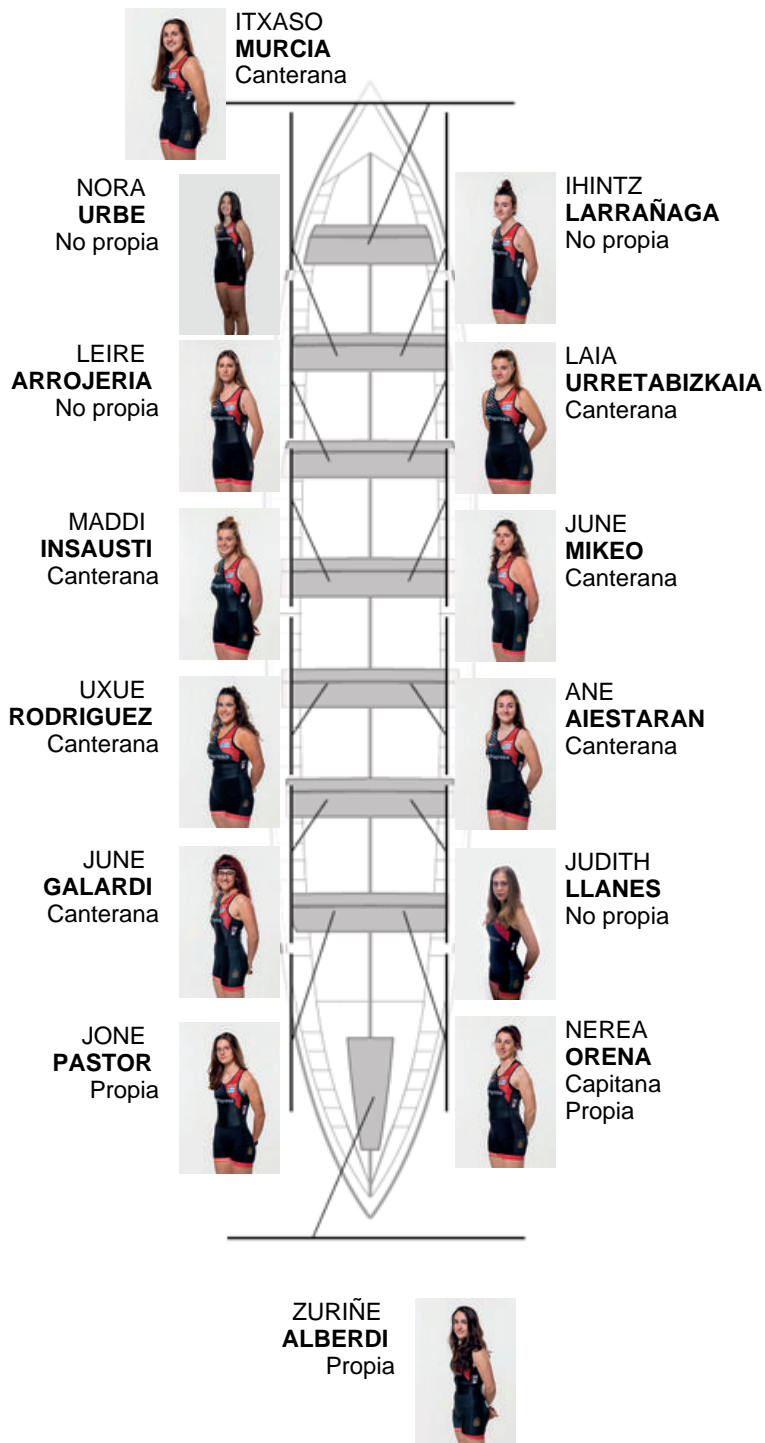 ITXASO
MURCIA
Canterana
NORA
URBE
No propia
IHINTZ
LARRAÑAGA
No propia
LEIRE
ARROJERIA
No propia
LAIA
URRETABIZKAIA
Canterana
MADDI
INSAUSTI
Canterana
JUNE
MIKEO
Canterana
UXUE
RODRIGUEZ
Canterana
ANE
AIESTARAN
Canterana
JUNE
GALARDI
Canterana
JUDITH
LLANES
No propia
JONE
PASTOR
Propia
NEREA
ORENA
Capitana
Propia
ZURIÑE
ALBERDI
Propia